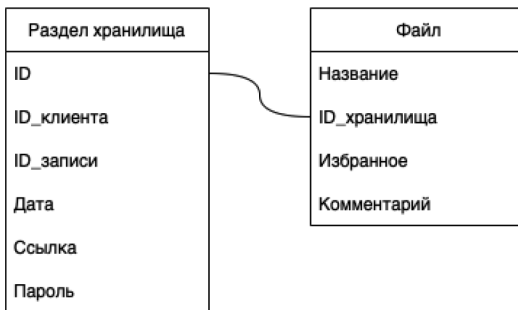 Раздел хранилища
ID
ID_клиента
ID_записи
Дата
Ссылка
Пароль
Файл
Название
ID_хранилища
Избранное
Комментарий